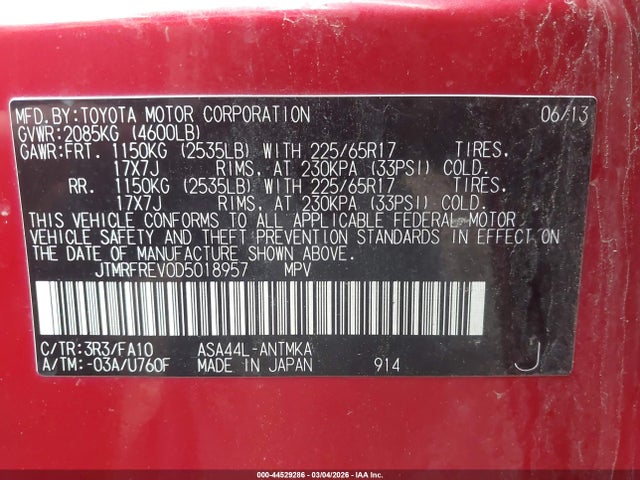 MFD.BY:TOYOTA MOTOR CORPORATION 06/13
GVWR:2085KG (4600LB)
GAWR:FRT. 1150KG (2535LB) WITH 225/65R17 TIRES,
17X7J RIMS, AT 230KPA (33PSI) COLD.
RR. 1150KG (2535LB) WITH 225/65R17 TIRES,
17X7J RIMS, AT 230KPA (33PSI) COLD.
THIS VEHICLE CONFORMS TO ALL APPLICABLE FEDERAL MOTOR
VEHICLE SAFETY AND THEFT PREVENTION STANDARDS IN EFFECT ON
THE DATE OF MANUFACTURE SHOWN ABOVE.
JTMRFREV0D5018957 MPV
C/TR:3R3/FA10 ASA44L-ANTMKA
A/TM:-03A/U760F MADE IN JAPAN 914 J
000-44529286 - 03/04/2026 - IAA Inc.